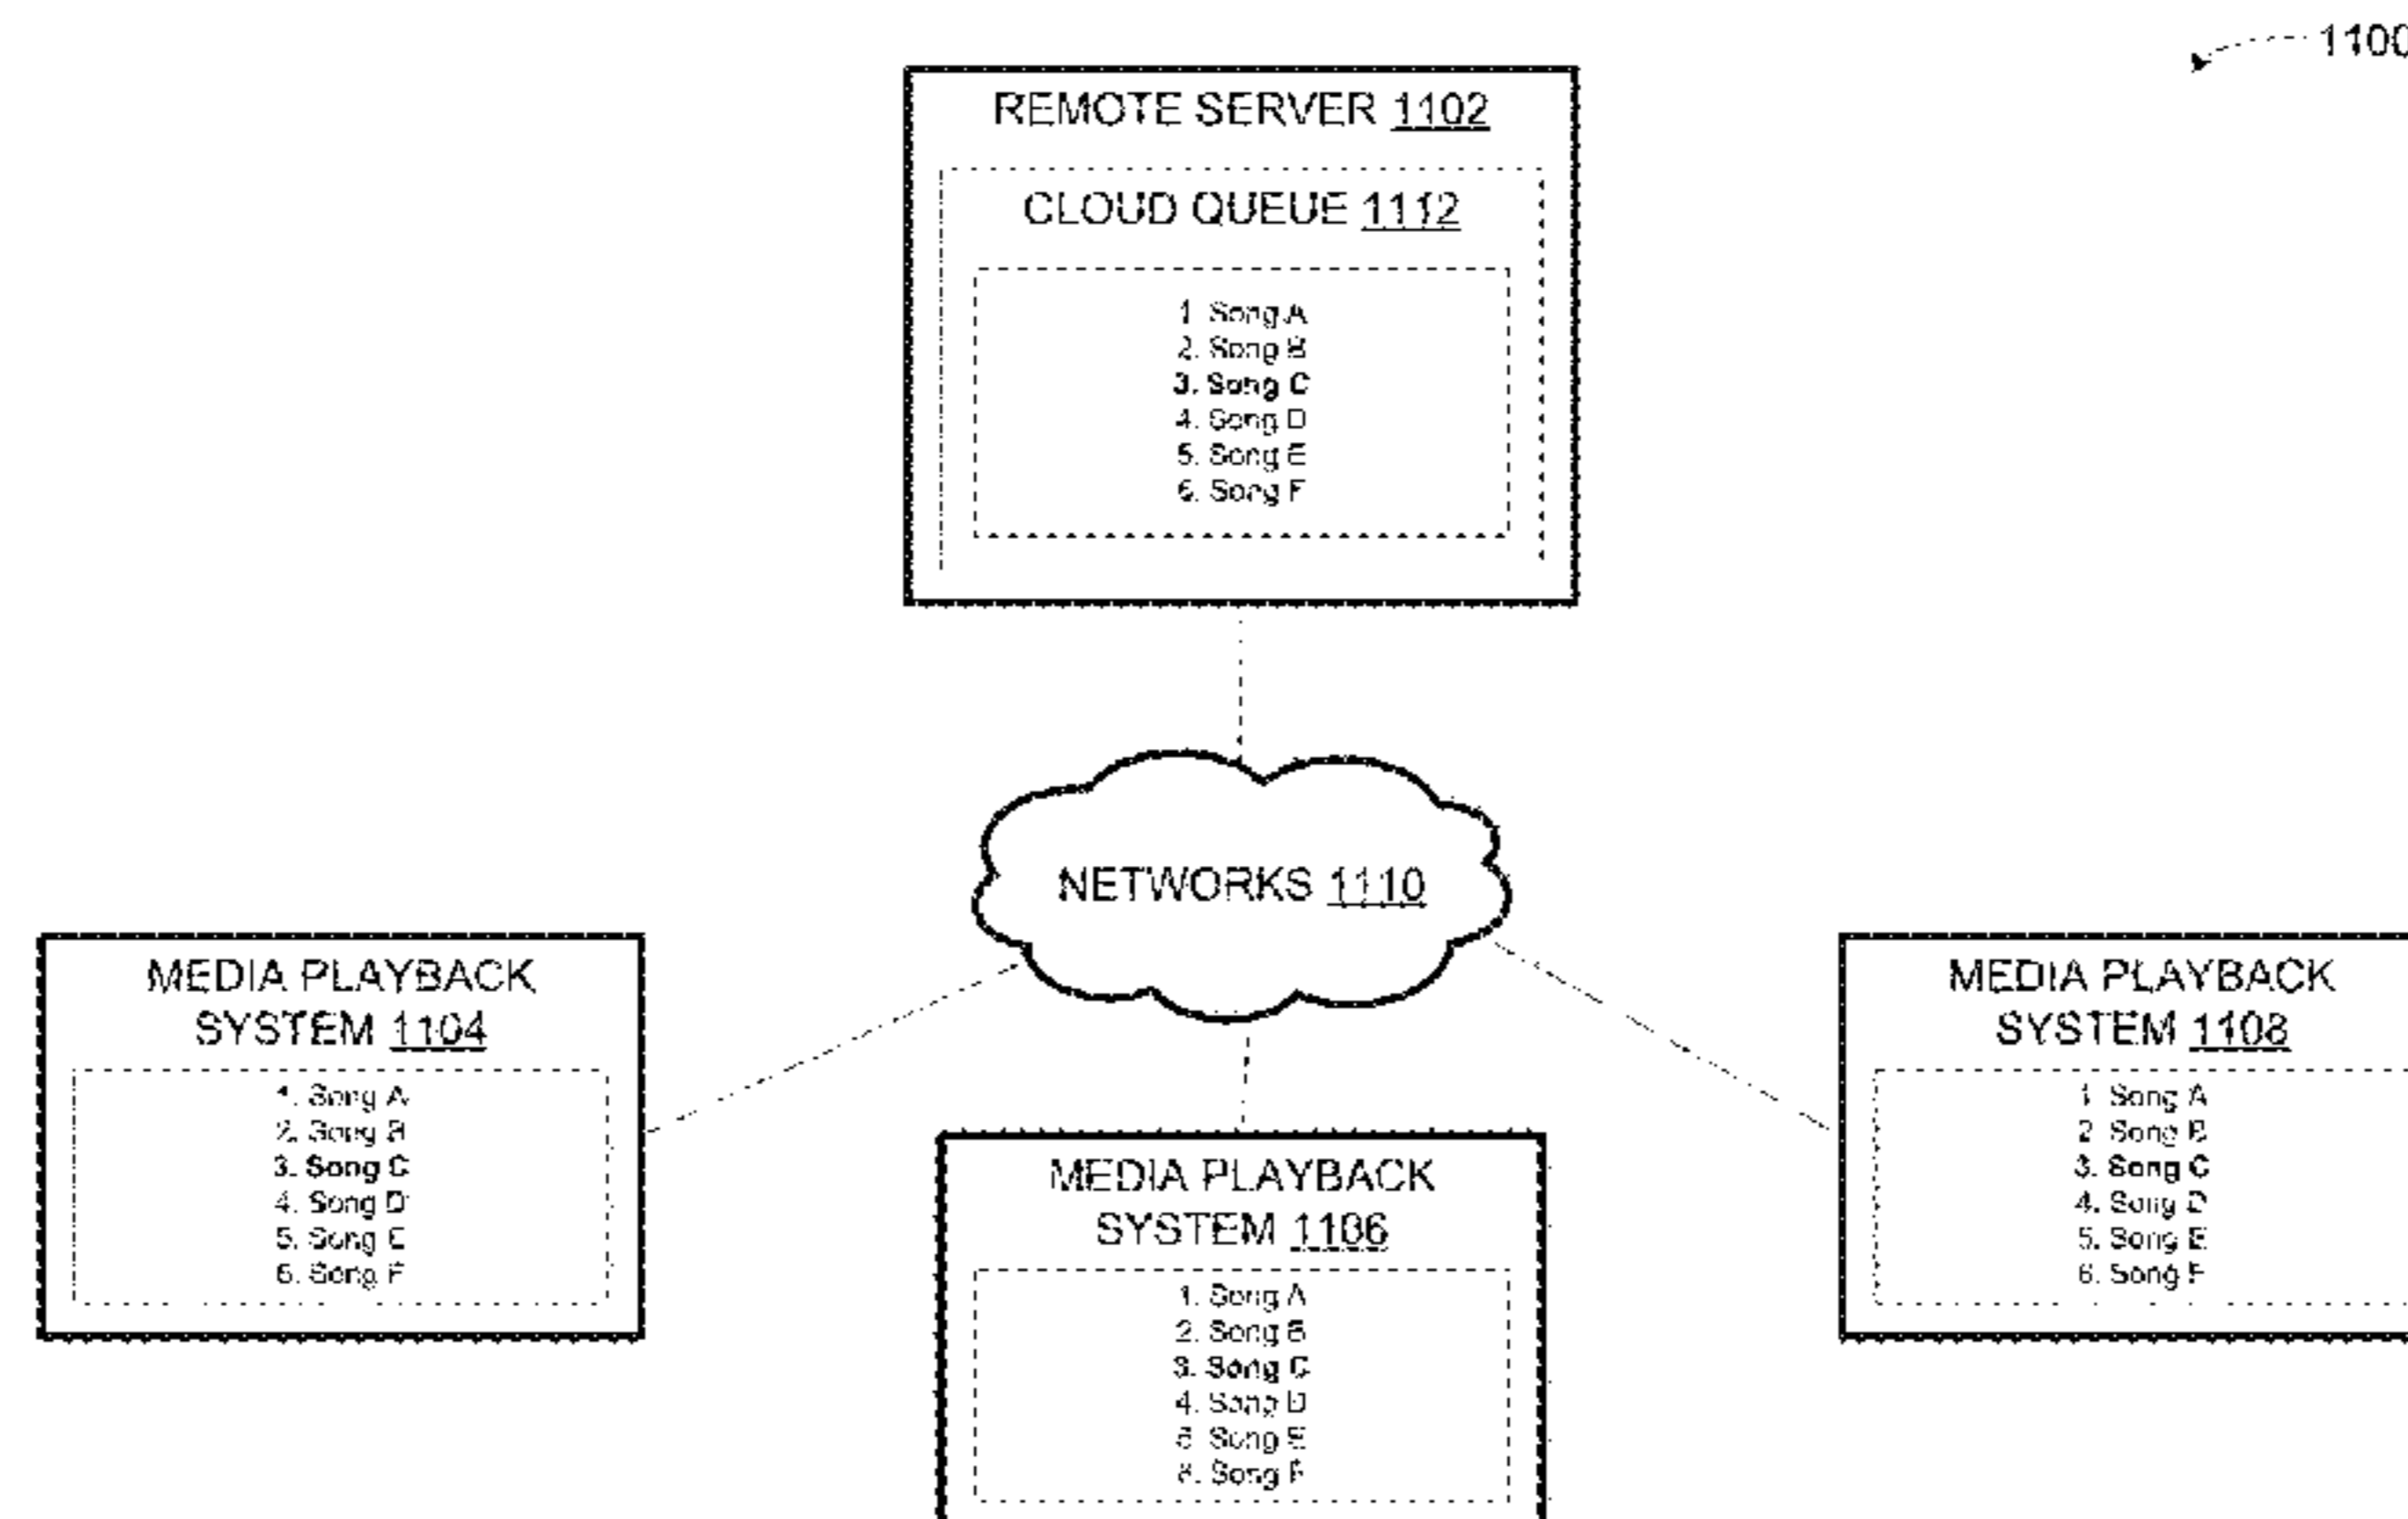 1100
REMOTE SERVER 1102
CLOUD QUEUE 1112
1 Song A
2. Song B
3. Song C
4. Song D
5. Song E
6. Song F
NETWORKS 1110
MEDIA PLAYBACK
SYSTEM 1104
1. Song A
2. Song B
3. Song C
4. Song D
5. Song E
6. Song F
MEDIA PLAYBACK
SYSTEM 1106
1. Song A
2. Song B
3. Song C
4. Song D
5 Song E
6. Song F
MEDIA PLAYBACK
SYSTEM 1108
1 Song A
2 Song B
3. Song C
4. Song D
5. Song E
6. Song F